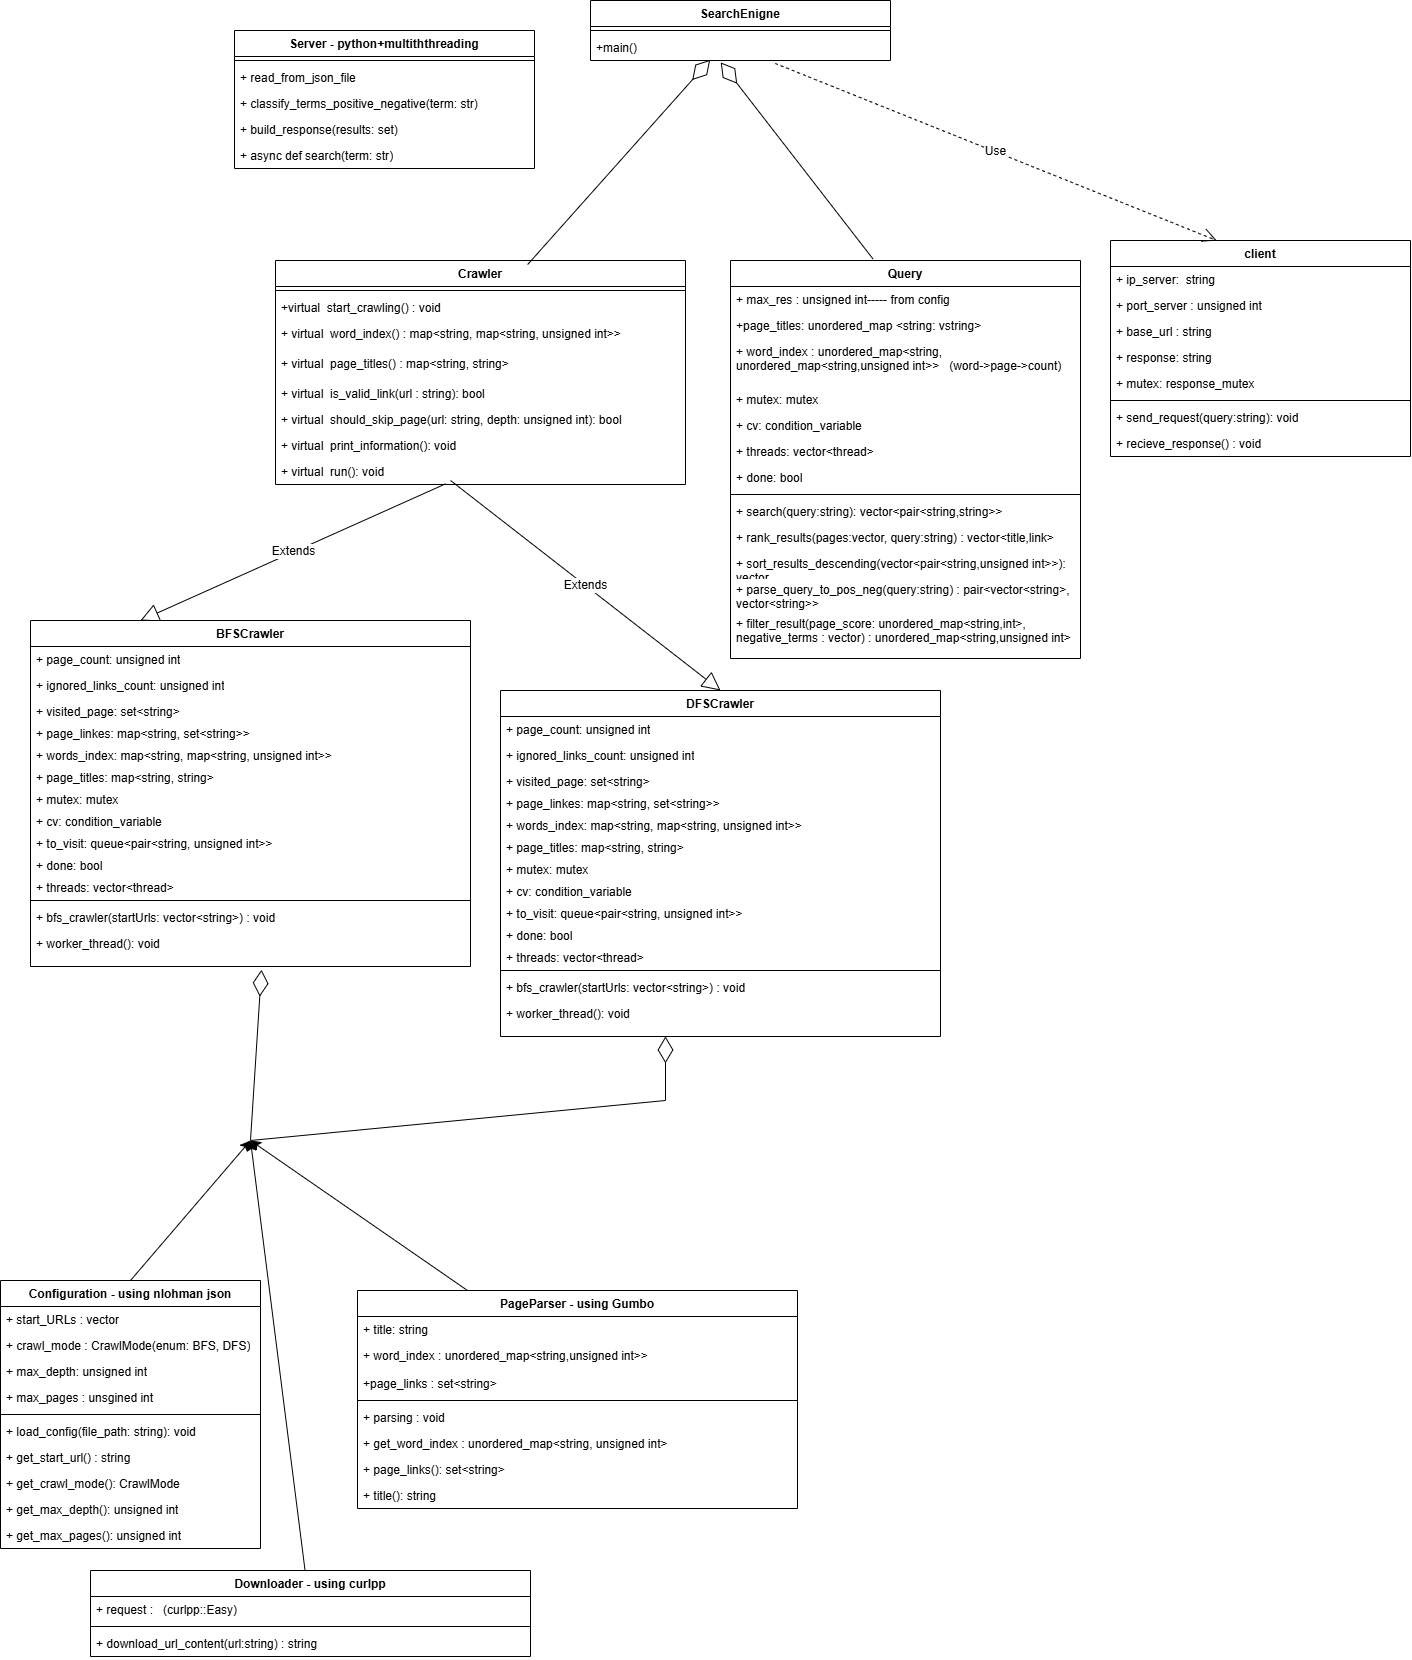 SearchEnigne
+main()
Server - python+multiththreading
+ read_from_json_file
+ classify_terms_positive_negative(term: str)
+ build_response(results: set)
+ async def search(term: str)
Use
Crawler
+virtual  start_crawling() : void
+ virtual  word_index() : map<string, map<string, unsigned int>>
+ virtual  page_titles() : map<string, string>
+ virtual  is_valid_link(url : string): bool
+ virtual  should_skip_page(url: string, depth: unsigned int): bool
+ virtual  print_information(): void
+ virtual  run(): void
Query
+ max_res : unsigned int----- from config
+page_titles: unordered_map <string: vstring>
+ word_index : unordered_map<string,
unordered_map<string,unsigned int>>   (word->page->count)
+ mutex: mutex
+ cv: condition_variable
+ threads: vector<thread>
+ done: bool
+ search(query:string): vector<pair<string,string>>
+ rank_results(pages:vector, query:string) : vector<title,link>
+ sort_results_descending(vector<pair<string,unsigned int>>):
vector
+ parse_query_to_pos_neg(query:string) : pair<vector<string>,
vector<string>>
+ filter_result(page_score: unordered_map<string,int>,
negative_terms : vector) : unordered_map<string,unsigned int>
client
+ ip_server:  string
+ port_server : unsigned int
+ base_url : string
+ response: string
+ mutex: response_mutex
+ send_request(query:string): void
+ recieve_response() : void
Extends
Extends
BFSCrawler
+ page_count: unsigned int
+ ignored_links_count: unsigned int
+ visited_page: set<string>
+ page_linkes: map<string, set<string>>
+ words_index: map<string, map<string, unsigned int>>
+ page_titles: map<string, string>
+ mutex: mutex
+ cv: condition_variable
+ to_visit: queue<pair<string, unsigned int>>
+ done: bool
+ threads: vector<thread>
+ bfs_crawler(startUrls: vector<string>) : void
+ worker_thread(): void
DFSCrawler
+ page_count: unsigned int
+ ignored_links_count: unsigned int
+ visited_page: set<string>
+ page_linkes: map<string, set<string>>
+ words_index: map<string, map<string, unsigned int>>
+ page_titles: map<string, string>
+ mutex: mutex
+ cv: condition_variable
+ to_visit: queue<pair<string, unsigned int>>
+ done: bool
+ threads: vector<thread>
+ bfs_crawler(startUrls: vector<string>) : void
+ worker_thread(): void
Configuration - using nlohman json
+ start_URLs : vector
+ crawl_mode : CrawlMode(enum: BFS, DFS)
+ max_depth: unsigned int
+ max_pages : unsgined int
+ load_config(file_path: string): void
+ get_start_url() : string
+ get_crawl_mode(): CrawlMode
+ get_max_depth(): unsigned int
+ get_max_pages(): unsigned int
PageParser - using Gumbo
+ title: string
+ word_index : unordered_map<string,unsigned int>>
+page_links : set<string>
+ parsing : void
+ get_word_index : unordered_map<string, unsigned int>
+ page_links(): set<string>
+ title(): string
Downloader - using curlpp
+ request :   (curlpp::Easy)
+ download_url_content(url:string) : string